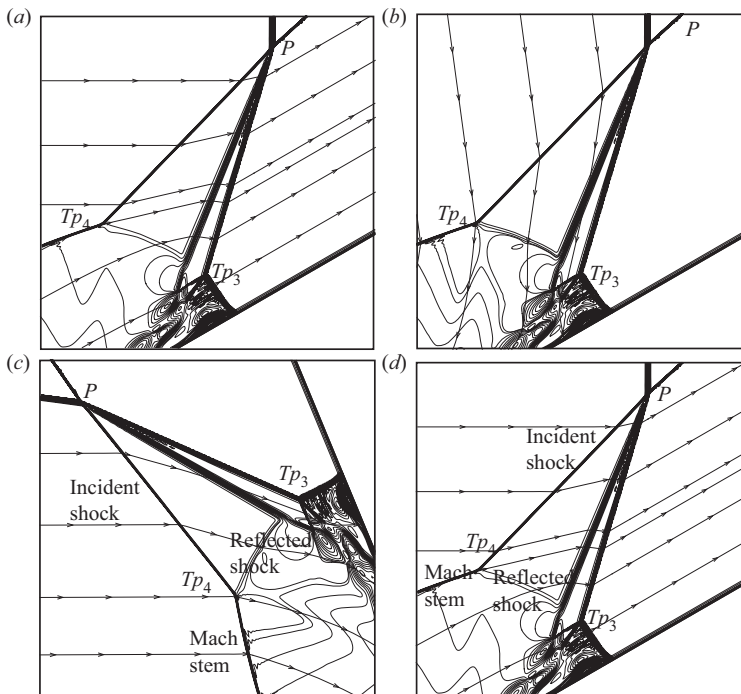 (a)
P
Tp4
Tp3
(b)
P
Tp4
Tp3
(c)
P
Incident
shock
Tp3
Reflected
shock
Tp4
Mach
stem
(d)
P
Incident
shock
Tp4
Mach
stem
Reflected
shock
Tp3